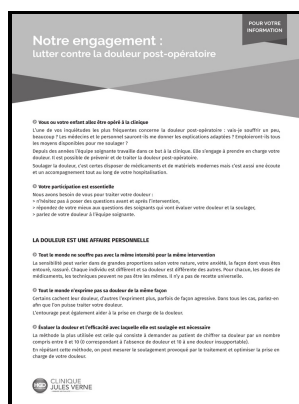 POUR VOTRE
INFORMATION
Notre engagement :
lutter contre la douleur post-opératoire
Vous ou votre enfant allez être opéré à la clinique
L'une de vos inquiétudes les plus fréquentes concerne la douleur post-opératoire : vais-je souffrir un peu,
beaucoup ? Les médecins et le personnel sauront-ils me donner les explications adaptées ? Emploieront-ils tous
les moyens disponibles pour me soulager ?
Depuis des années l'équipe soignante travaille dans ce but à la clinique. Elle s'engage à prendre en charge votre
douleur. Il est possible de prévenir et de traiter la douleur post-opératoire.
Soulager la douleur, c'est certes disposer de médicaments et de matériels modernes mais c'est aussi une écoute
et un accompagnement tout au long de votre hospitalisation.
Votre participation est essentielle
Nous avons besoin de vous pour traiter votre douleur :
> n'hésitez pas à poser des questions avant et après l'intervention,
> répondez de votre mieux aux questions des soignants qui vont évaluer votre douleur et la soulager,
> parlez de votre douleur à l'équipe soignante.
LA DOULEUR EST UNE AFFAIRE PERSONNELLE
Tout le monde ne souffre pas avec la même intensité pour la même intervention
La sensibilité peut varier dans de grandes proportions selon votre nature, votre anxiété, la façon dont vous êtes
entouré, rassuré. Chaque individu est différent et sa douleur est différente des autres. Pour chacun, les doses de
médicaments, les techniques peuvent ne pas être les mêmes. Il n'y a pas de recette universelle.
Tout le monde n'exprime pas sa douleur de la même façon
Certains cachent leur douleur, d'autres l'expriment plus, parfois de façon agressive. Dans tous les cas, parlez-en
afin que l'on puisse traiter votre douleur.
L'entourage peut également aider à la prise en charge de la douleur.
Évaluer la douleur et l'efficacité avec laquelle elle est soulagée est nécessaire
La méthode la plus utilisée est celle qui consiste à demander au patient de chiffrer sa douleur par un nombre
compris entre 0 et 10 (0 correspondant à l'absence de douleur et 10 à une douleur insupportable).
En répétant cette méthode, on peut mesurer le soulagement provoqué par le traitement et optimiser la prise en
charge de votre douleur.
CLINIQUE
JULES VERNE